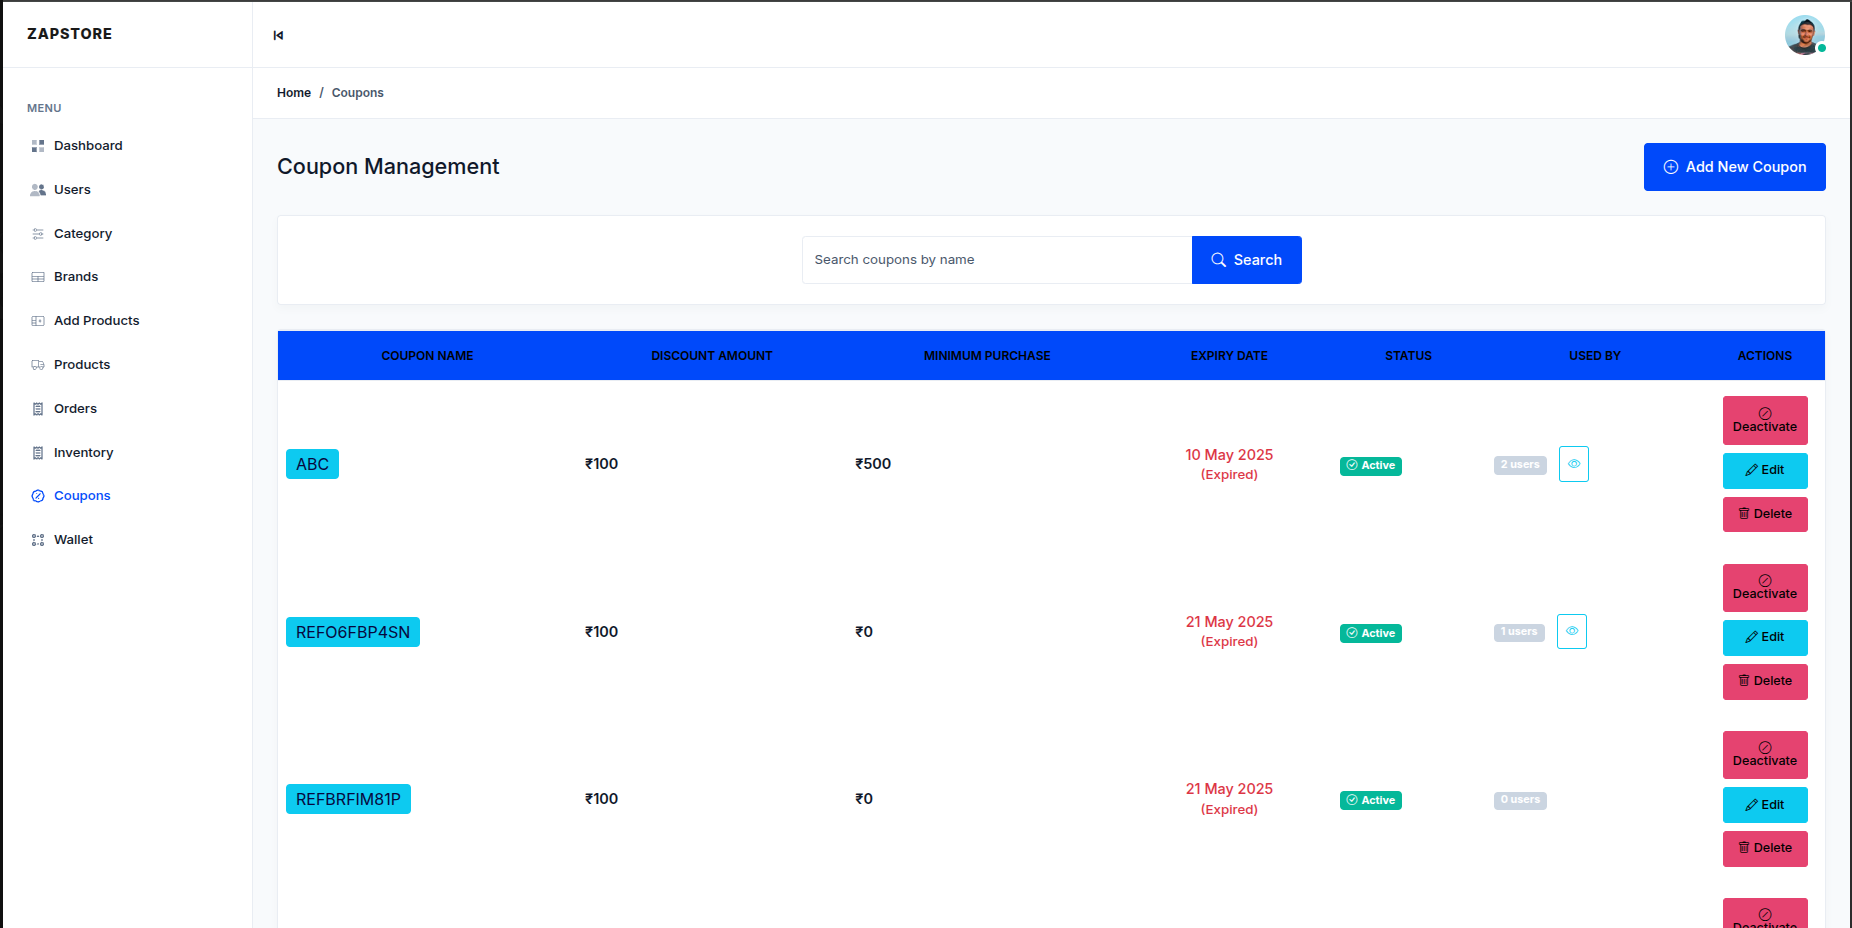 ZAPSTORE
MENU
Dashboard
Users
Category
Brands
Add Products
Products
Orders
Inventory
Coupons
Wallet
Home / Coupons
Coupon Management
Add New Coupon
Search coupons by name
Search
COUPON NAME DISCOUNT AMOUNT MINIMUM PURCHASE EXPIRY DATE STATUS USED BY ACTIONS
ABC ₹100 ₹500 10 May 2025 Active 2 users
(Expired)
Deactivate
Edit
Delete
REFO6FBP4SN ₹100 ₹0 21 May 2025 Active 1 users
(Expired)
Deactivate
Edit
Delete
REFBRFIM81P ₹100 ₹0 21 May 2025 Active 0 users
(Expired)
Deactivate
Edit
Delete
Deactivate